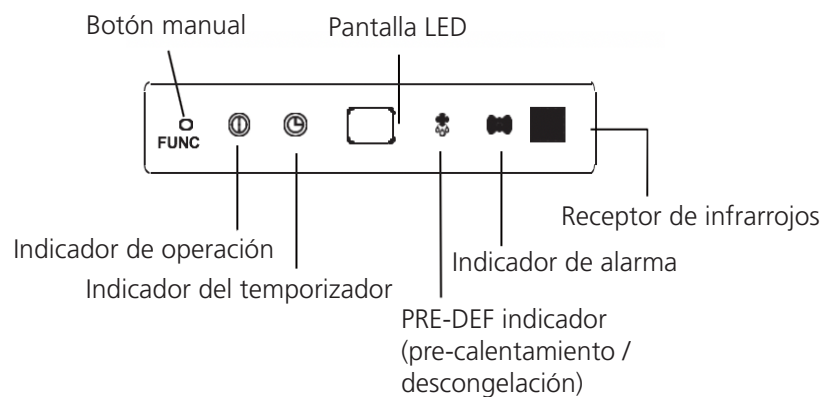 Botón manual
Pantalla LED
FUNC
Receptor de infrarrojos
Indicador de operación
Indicador de alarma
Indicador del temporizador
PRE-DEF indicador
(pre-calentamiento /
descongelación)